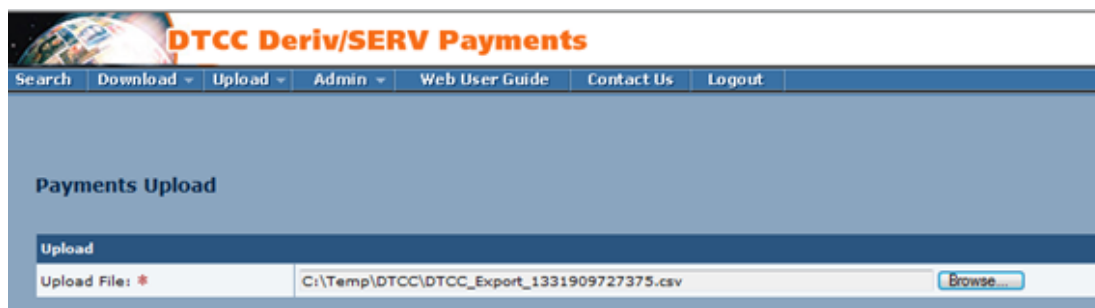 DTCC Deriv/SERV Payments
Search Download Upload Admin Web User Guide Contact Us Logout
Payments Upload
Upload
Upload File: * C:\Temp\DTCC\DTCC_Export_1331909727375.csv Browse...